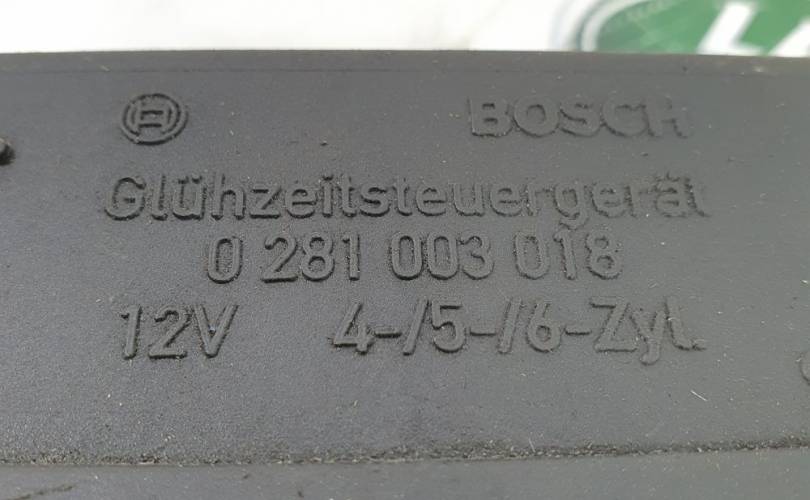 BOSCH
Glühzeitsteuergerät
0 281 003 018
12V 4-/5-/6-Zyl.